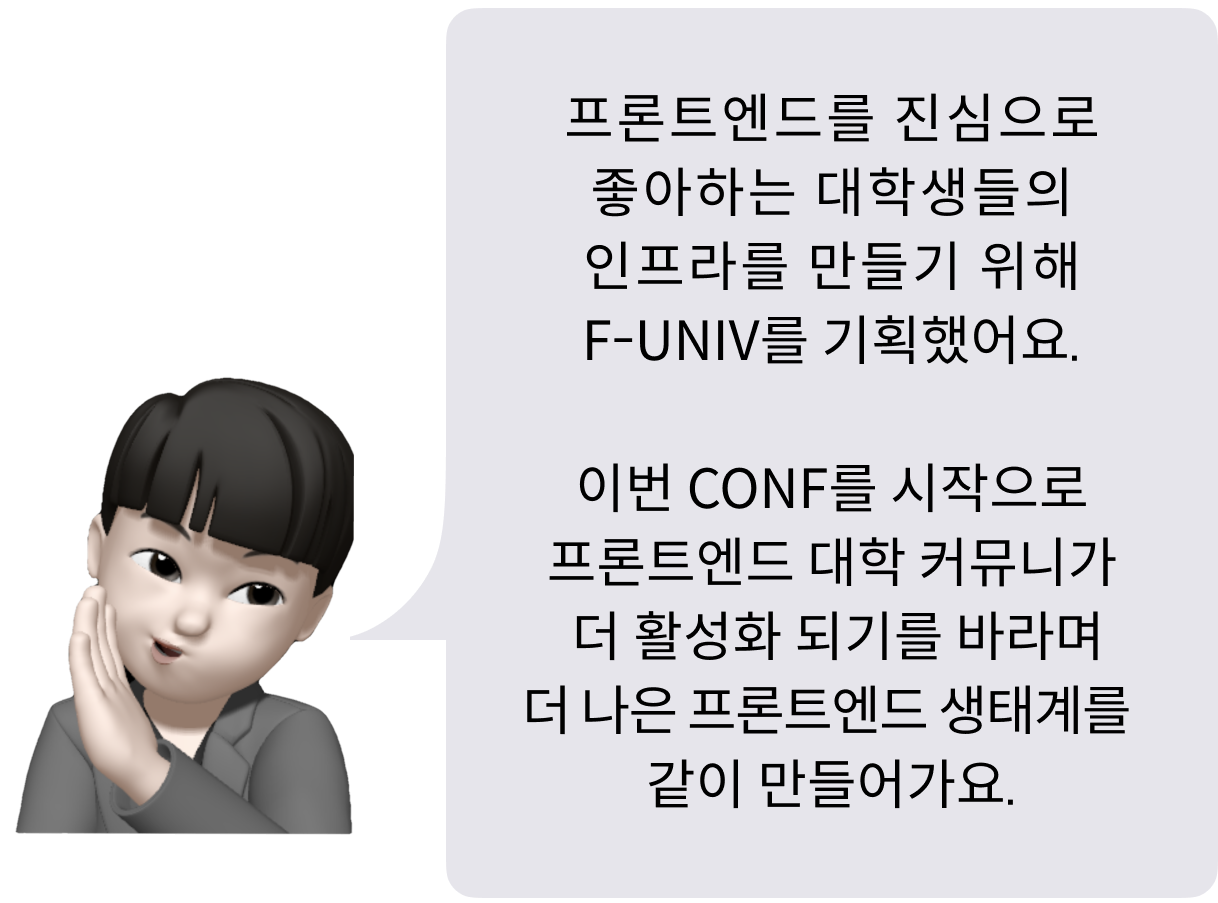 프론트엔드를 진심으로
좋아하는 대학생들의
인프라를 만들기 위해
F-UNIV를 기획했어요.
이번 CONF를 시작으로
프론트엔드 대학 커뮤니가
더 활성화 되기를 바라며
더 나은 프론트엔드 생태계를
같이 만들어가요.